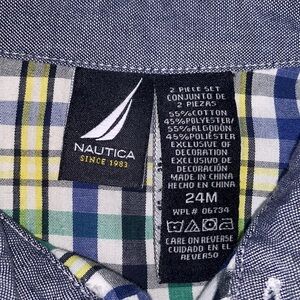 NAUTICA
SINCE 1983
2 PIECE SET
CONJUNTO DE
2 PIEZAS
55%COTTON
45%POLYESTER/
55%ALGODÓN
45%POLIÉSTER
EXCLUSIVE OF
DECORATION
EXCLUSIVO DE
DECORACIÓN
MADE IN CHINA
HECHO EN CHINA
24M
WPL# 06734
CARE ON REVERSE
CUIDADO EN EL
REVERSO